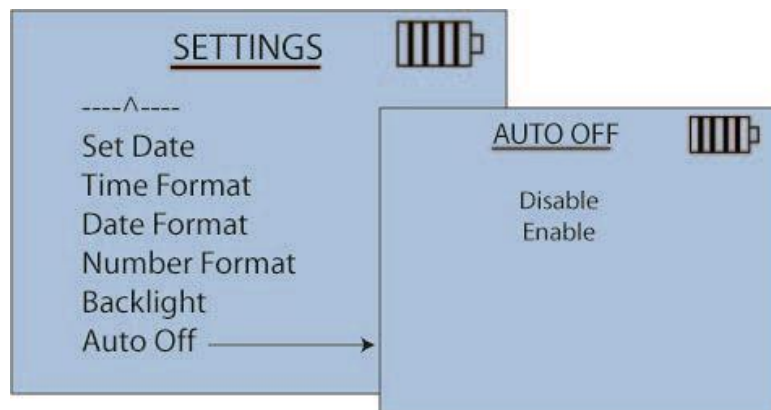 SETTINGS
----^----
Set Date
Time Format
Date Format
Number Format
Backlight
Auto Off
AUTO OFF
Disable
Enable